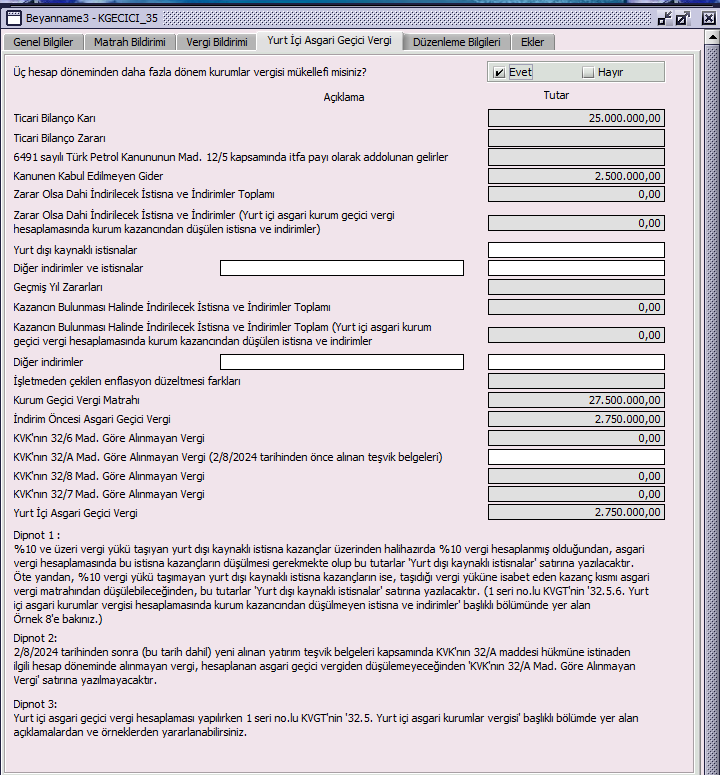 Beyanname3 - KGECICI_35
Genel Bilgiler Matrah Bildirimi Vergi Bildirimi Yurt İçi Asgari Geçici Vergi Düzenleme Bilgileri Ekler
Üç hesap döneminden daha fazla dönem kurumlar vergisi mükellefi misiniz? Evet Hayır
Açıklama Tutar
Ticari Bilanço Karı 25.000.000,00
Ticari Bilanço Zararı
6491 sayılı Türk Petrol Kanununun Mad. 12/5 kapsamında itfa payı olarak addolunan gelirler
Kanunen Kabul Edilmeyen Gider 2.500.000,00
Zarar Olsa Dahi İndirilecek İstisna ve İndirimler Toplamı 0,00
Zarar Olsa Dahi İndirilecek İstisna ve İndirimler (Yurt içi asgari kurum geçici vergi
hesaplamasında kurum kazancından düşülen istisna ve indirimler) 0,00
Yurt dışı kaynaklı istisnalar
Diğer indirimler ve istisnalar
Geçmiş Yıl Zararları
Kazancın Bulunması Halinde İndirilecek İstisna ve İndirimler Toplamı 0,00
Kazancın Bulunması Halinde İndirilecek İstisna ve İndirimler Toplam (Yurt içi asgari kurum
geçici vergi hesaplamasında kurum kazancından düşülen istisna ve indirimler 0,00
Diğer indirimler
İşletmeden çekilen enflasyon düzeltmesi farkları
Kurum Geçici Vergi Matrahı 27.500.000,00
İndirim Öncesi Asgari Geçici Vergi 2.750.000,00
KVK'nın 32/6 Mad. Göre Alınmayan Vergi 0,00
KVK'nın 32/A Mad. Göre Alınmayan Vergi (2/8/2024 tarihinden önce alınan teşvik belgeleri)
KVK'nın 32/8 Mad. Göre Alınmayan Vergi 0,00
KVK'nın 32/7 Mad. Göre Alınmayan Vergi 0,00
Yurt İçi Asgari Geçici Vergi 2.750.000,00
Dipnot 1 :
%10 ve üzeri vergi yükü taşıyan yurt dışı kaynaklı istisna kazançlar üzerinden halihazırda %10 vergi hesaplanmış olduğundan, asgari
vergi hesaplamasında bu istisna kazançların düşülmesi gerekmekte olup bu tutarlar 'Yurt dışı kaynaklı istisnalar' satırına yazılacaktır.
Öte yandan, %10 vergi yükü taşımayan yurt dışı kaynaklı istisna kazançların ise, taşıdığı vergi yüküne isabet eden kazanç kısmı asgari
vergi matrahından düşülebileceğinden, bu tutarlar 'Yurt dışı kaynaklı istisnalar' satırına yazılacaktır. (1 seri no.lu KVGT'nin '32.5.6. Yurt
içi asgari kurumlar vergisi hesaplamasında kurum kazancından düşülmeyen istisna ve indirimler' başlıklı bölümünde yer alan
Örnek 8'e bakınız.)
Dipnot 2:
2/8/2024 tarihinden sonra (bu tarih dahil) yeni alınan yatırım teşvik belgeleri kapsamında KVK'nın 32/A maddesi hükmüne istinaden
ilgili hesap döneminde alınmayan vergi, hesaplanan asgari geçici vergiden düşülemeyeceğinden 'KVK'nın 32/A Mad. Göre Alınmayan
Vergi' satırına yazılmayacaktır.
Dipnot 3:
Yurt içi asgari geçici vergi hesaplaması yapılırken 1 seri no.lu KVGT'nin '32.5. Yurt içi asgari kurumlar vergisi' başlıklı bölümde yer alan
açıklamalardan ve örneklerden yararlanabilirsiniz.